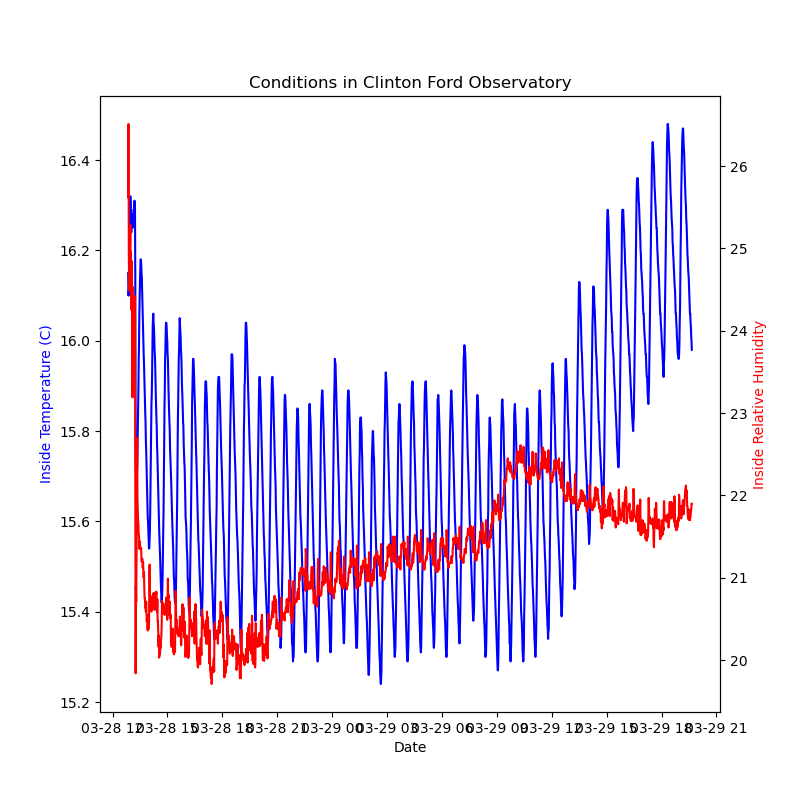 Conditions in Clinton Ford Observatory
16.4
16.2
16.0
15.8
15.6
15.4
15.2
Inside Temperature (C)
26
25
24
23
22
21
20
Inside Relative Humidity
03-28 12 03-28 15 03-28 18 03-28 21 03-29 00 03-29 03 03-29 06 03-29 09 03-29 12 03-29 15 03-29 18 03-29 21
Date